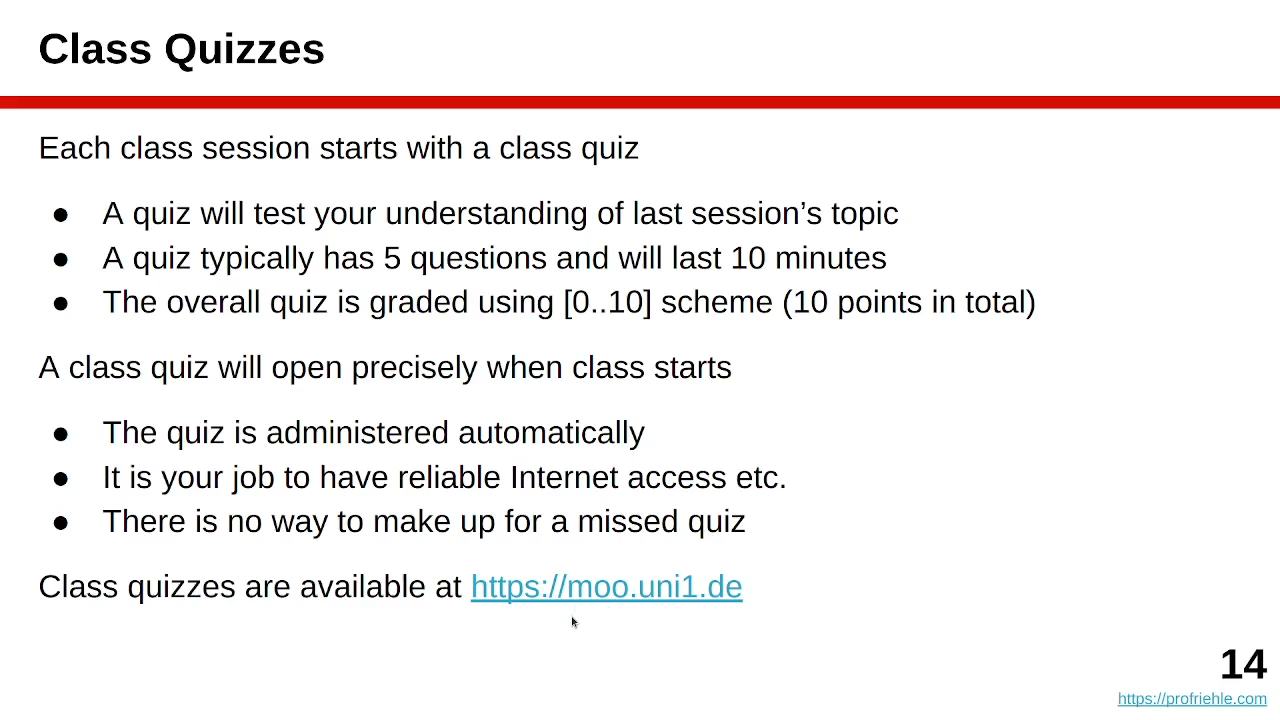 Class Quizzes
Each class session starts with a class quiz
● A quiz will test your understanding of last session’s topic
● A quiz typically has 5 questions and will last 10 minutes
● The overall quiz is graded using [0..10] scheme (10 points in total)
A class quiz will open precisely when class starts
● The quiz is administered automatically
● It is your job to have reliable Internet access etc.
● There is no way to make up for a missed quiz
Class quizzes are available at https://moo.uni1.de
14
https://profriehle.com